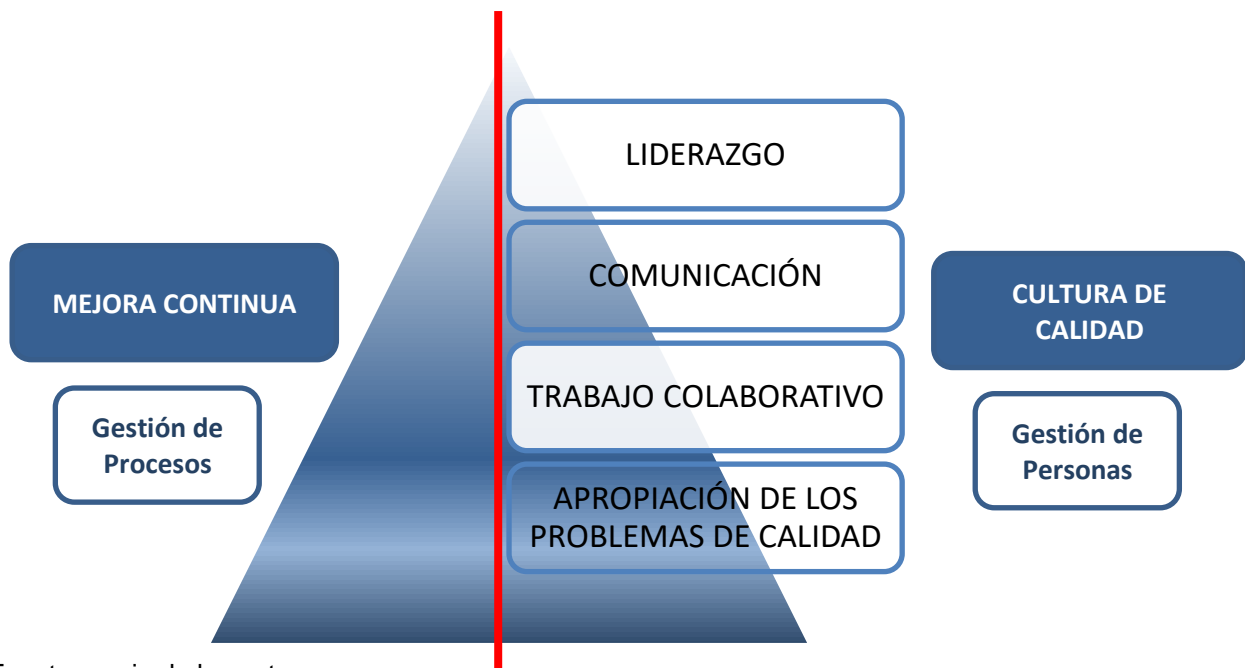 LIDERAZGO
COMUNICACIÓN
MEJORA CONTINUA
CULTURA DE
CALIDAD
TRABAJO COLABORATIVO
Gestión de
Procesos
Gestión de
Personas
APROPIACIÓN DE LOS
PROBLEMAS DE CALIDAD